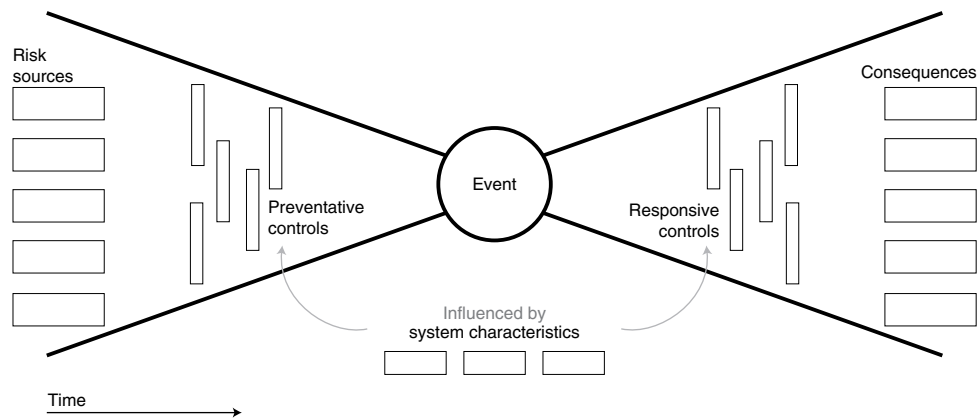 Risk
sources
Consequences
Event
Preventative
controls
Responsive
controls
Influenced by
system characteristics
Time